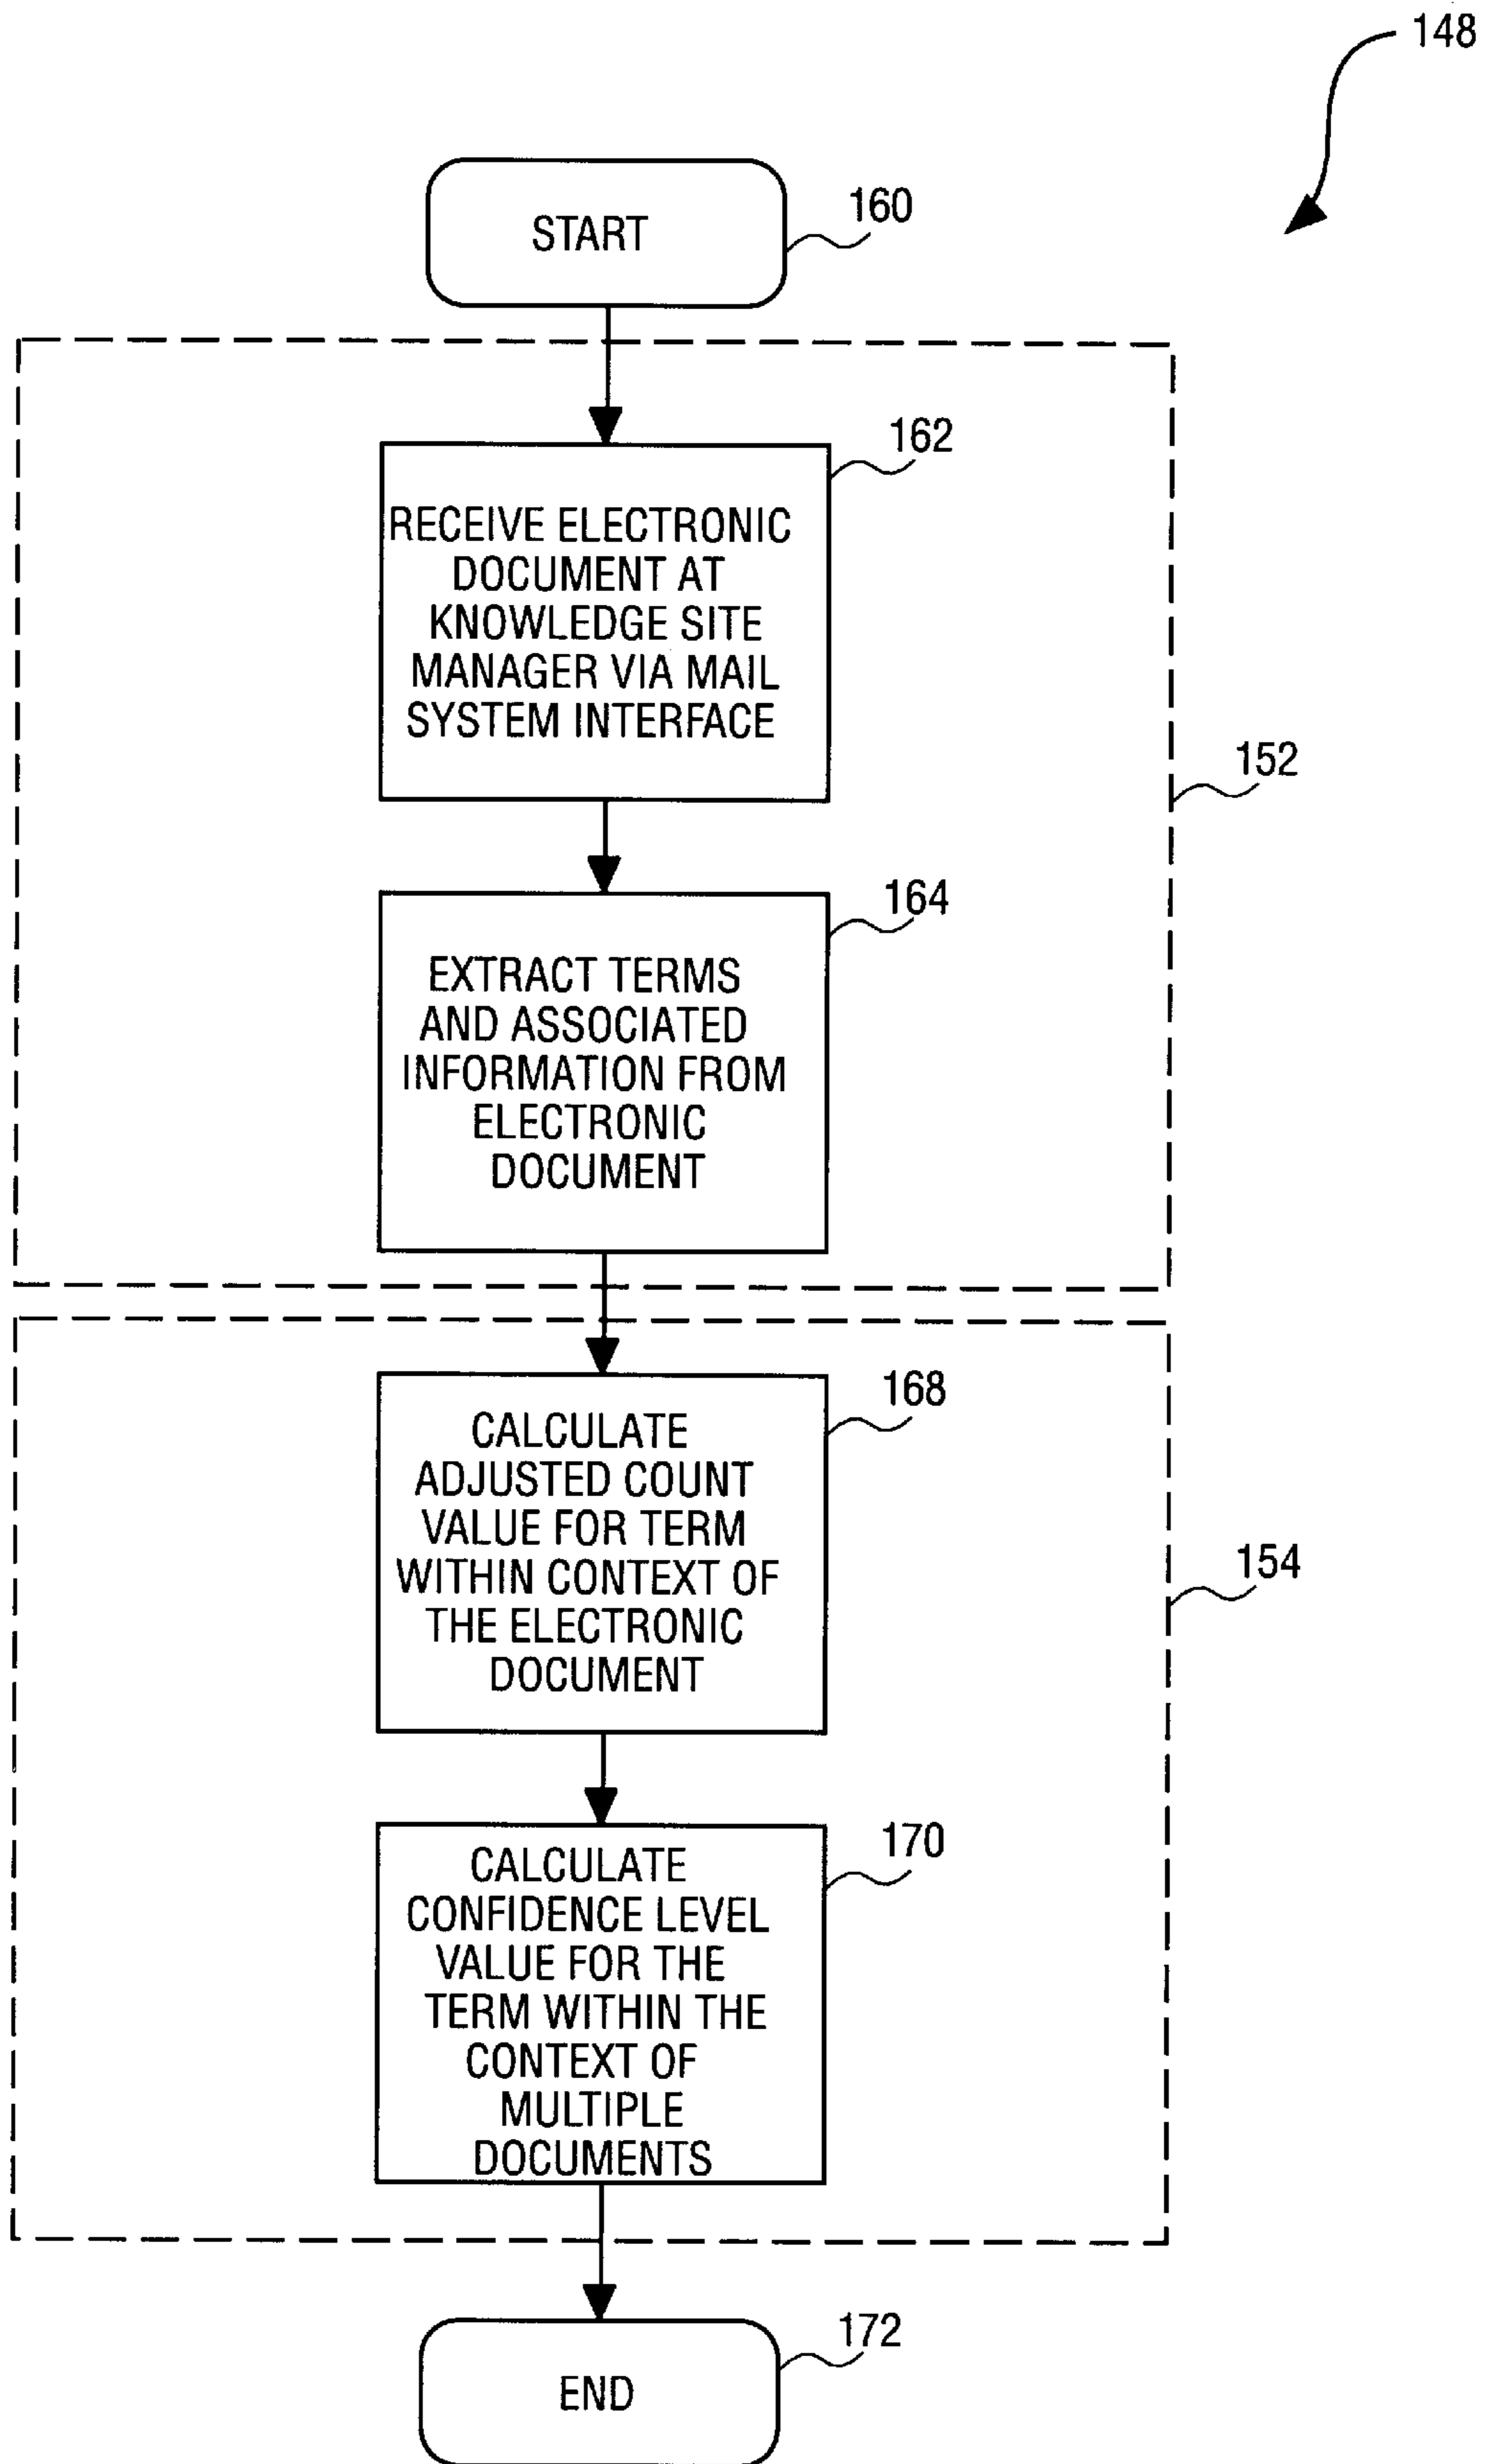 148
START
160
162
RECEIVE ELECTRONIC
DOCUMENT AT
KNOWLEDGE SITE
MANAGER VIA MAIL
SYSTEM INTERFACE
152
164
EXTRACT TERMS
AND ASSOCIATED
INFORMATION FROM
ELECTRONIC
DOCUMENT
168
CALCULATE
ADJUSTED COUNT
VALUE FOR TERM
WITHIN CONTEXT OF
THE ELECTRONIC
DOCUMENT
154
170
CALCULATE
CONFIDENCE LEVEL
VALUE FOR THE
TERM WITHIN THE
CONTEXT OF
MULTIPLE
DOCUMENTS
172
END